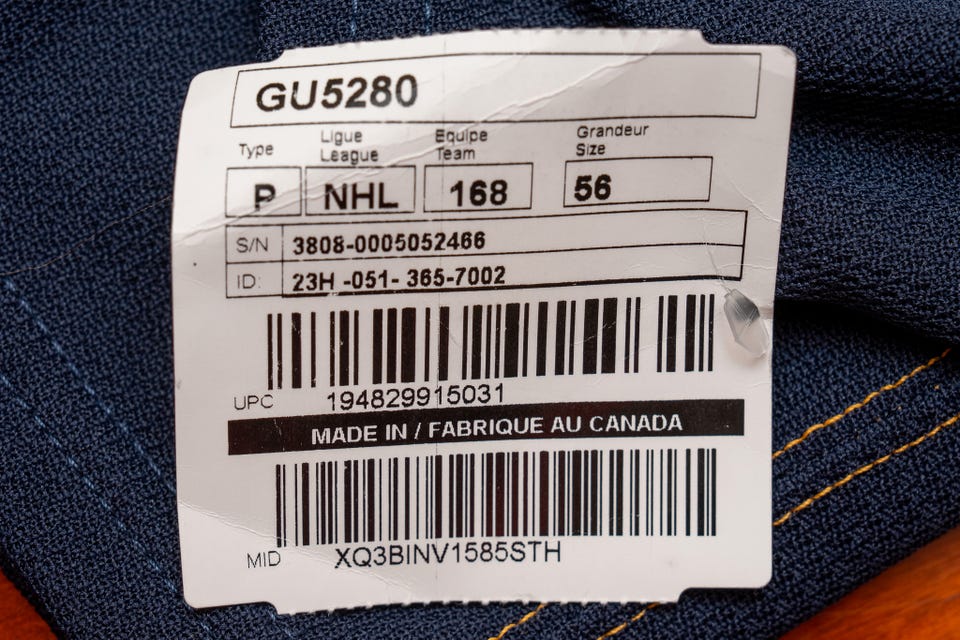 GU5280
Type Ligue League Equipe Team Grandeur Size
P NHL 168 56
S/N 3808-0005052466
ID: 23H -051- 365-7002
UPC 194829915031
MADE IN / FABRIQUE AU CANADA
MID XQ3BINV1585STH